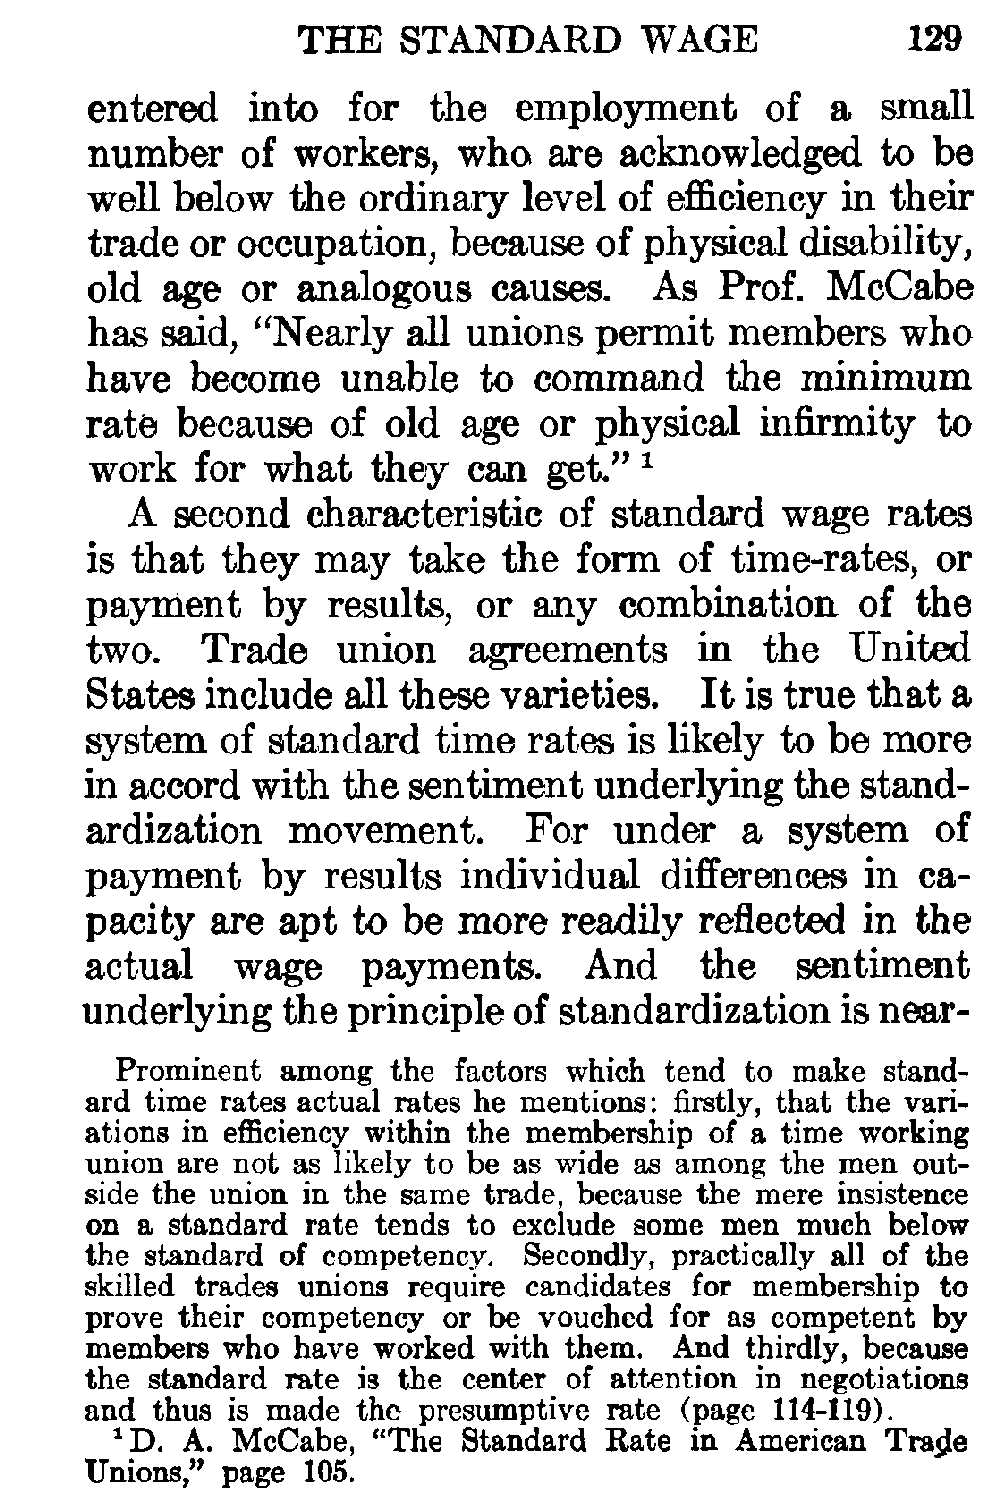 THE STANDARD WAGE 129
entered into for the employment of a small
number of workers, who are acknowledged to be
well below the ordinary level of efficiency in their
trade or occupation, because of physical disability,
old age or analogous causes. As Prof. McCabe
has said, “Nearly all unions permit members who
have become unable to command the minimum
rate because of old age or physical infirmity to
work for what they can get.” 1
A second characteristic of standard wage rates
is that they may take the form of time-rates, or
payment by results, or any combination of the
two. Trade union agreements in the United
States include all these varieties. It is true that a
system of standard time rates is likely to be more
in accord with the sentiment underlying the stand-
ardization movement. For under a system of
payment by results individual differences in ca-
pacity are apt to be more readily reflected in the
actual wage payments. And the sentiment
underlying the principle of standardization is near-
Prominent among the factors which tend to make stand-
ard time rates actual rates he mentions: firstly, that the vari-
ations in efficiency within the membership of a time working
union are not as likely to be as wide as among the men out-
side the union in the same trade, because the mere insistence
on a standard rate tends to exclude some men much below
the standard of competency. Secondly, practically all of the
skilled trades unions require candidates for membership to
prove their competency or be vouched for as competent by
members who have worked with them. And thirdly, because
the standard rate is the center of attention in negotiations
and thus is made the presumptive rate (page 114-119).
1 D. A. McCabe, “The Standard Rate in American Trade
Unions,” page 105.